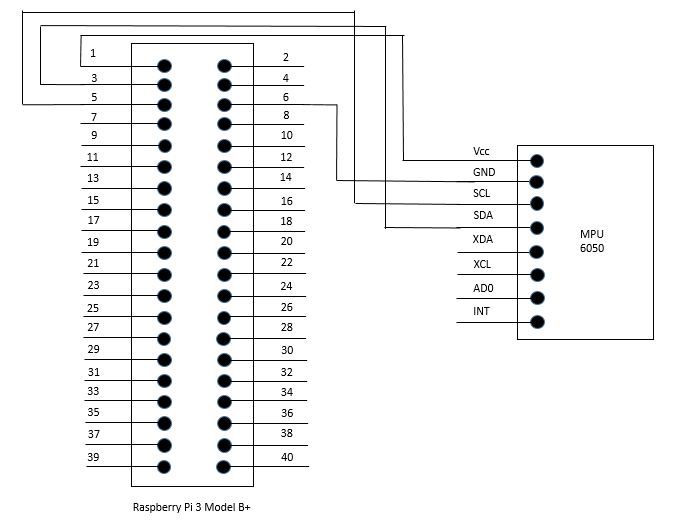 1 2
3 4
5 6
7 8
9 10
11 12
13 14
15 16
17 18
19 20
21 22
23 24
25 26
27 28
29 30
31 32
33 34
35 36
37 38
39 40
Raspberry Pi 3 Model B+
Vcc
GND
SCL
SDA
XDA
XCL
AD0
INT
MPU
6050